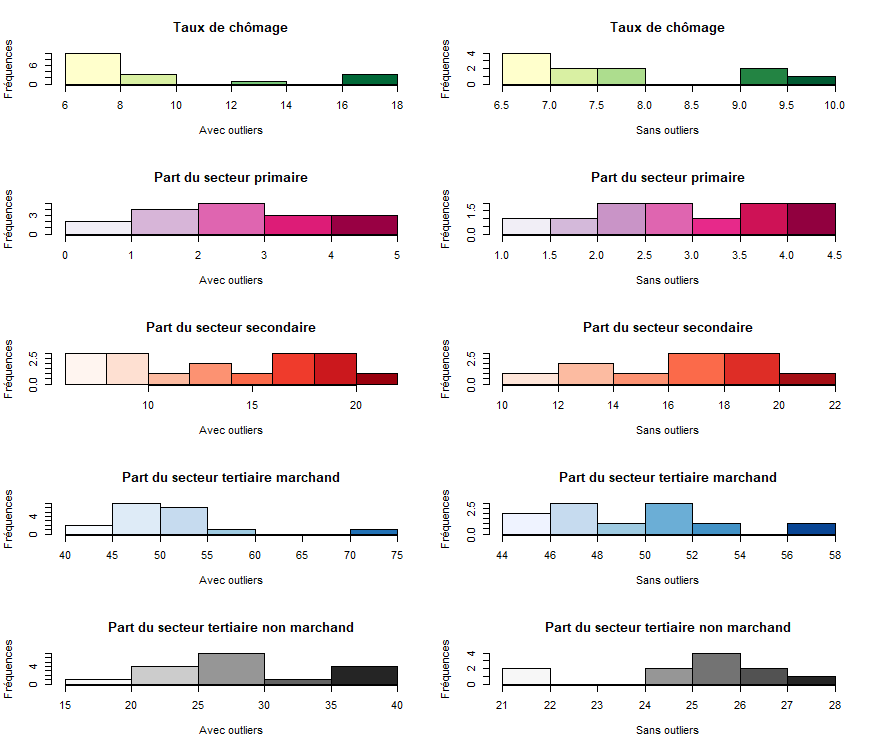 Taux de chômage
Fréquences
0 6
6 8 10 12 14 16 18
Avec outliers
Taux de chômage
Fréquences
0 2 4
6.5 7.0 7.5 8.0 8.5 9.0 9.5 10.0
Sans outliers
Part du secteur primaire
Fréquences
0 3
0 1 2 3 4 5
Avec outliers
Part du secteur primaire
Fréquences
0.0 1.5
1.0 1.5 2.0 2.5 3.0 3.5 4.0 4.5
Sans outliers
Part du secteur secondaire
Fréquences
0.0 2.5
10 15 20
Avec outliers
Part du secteur secondaire
Fréquences
0.0 2.5
10 12 14 16 18 20 22
Sans outliers
Part du secteur tertiaire marchand
Fréquences
0 4
40 45 50 55 60 65 70 75
Avec outliers
Part du secteur tertiaire marchand
Fréquences
0.0 2.5
44 46 48 50 52 54 56 58
Sans outliers
Part du secteur tertiaire non marchand
Fréquences
0 4
15 20 25 30 35 40
Avec outliers
Part du secteur tertiaire non marchand
Fréquences
0 2 4
21 22 23 24 25 26 27 28
Sans outliers